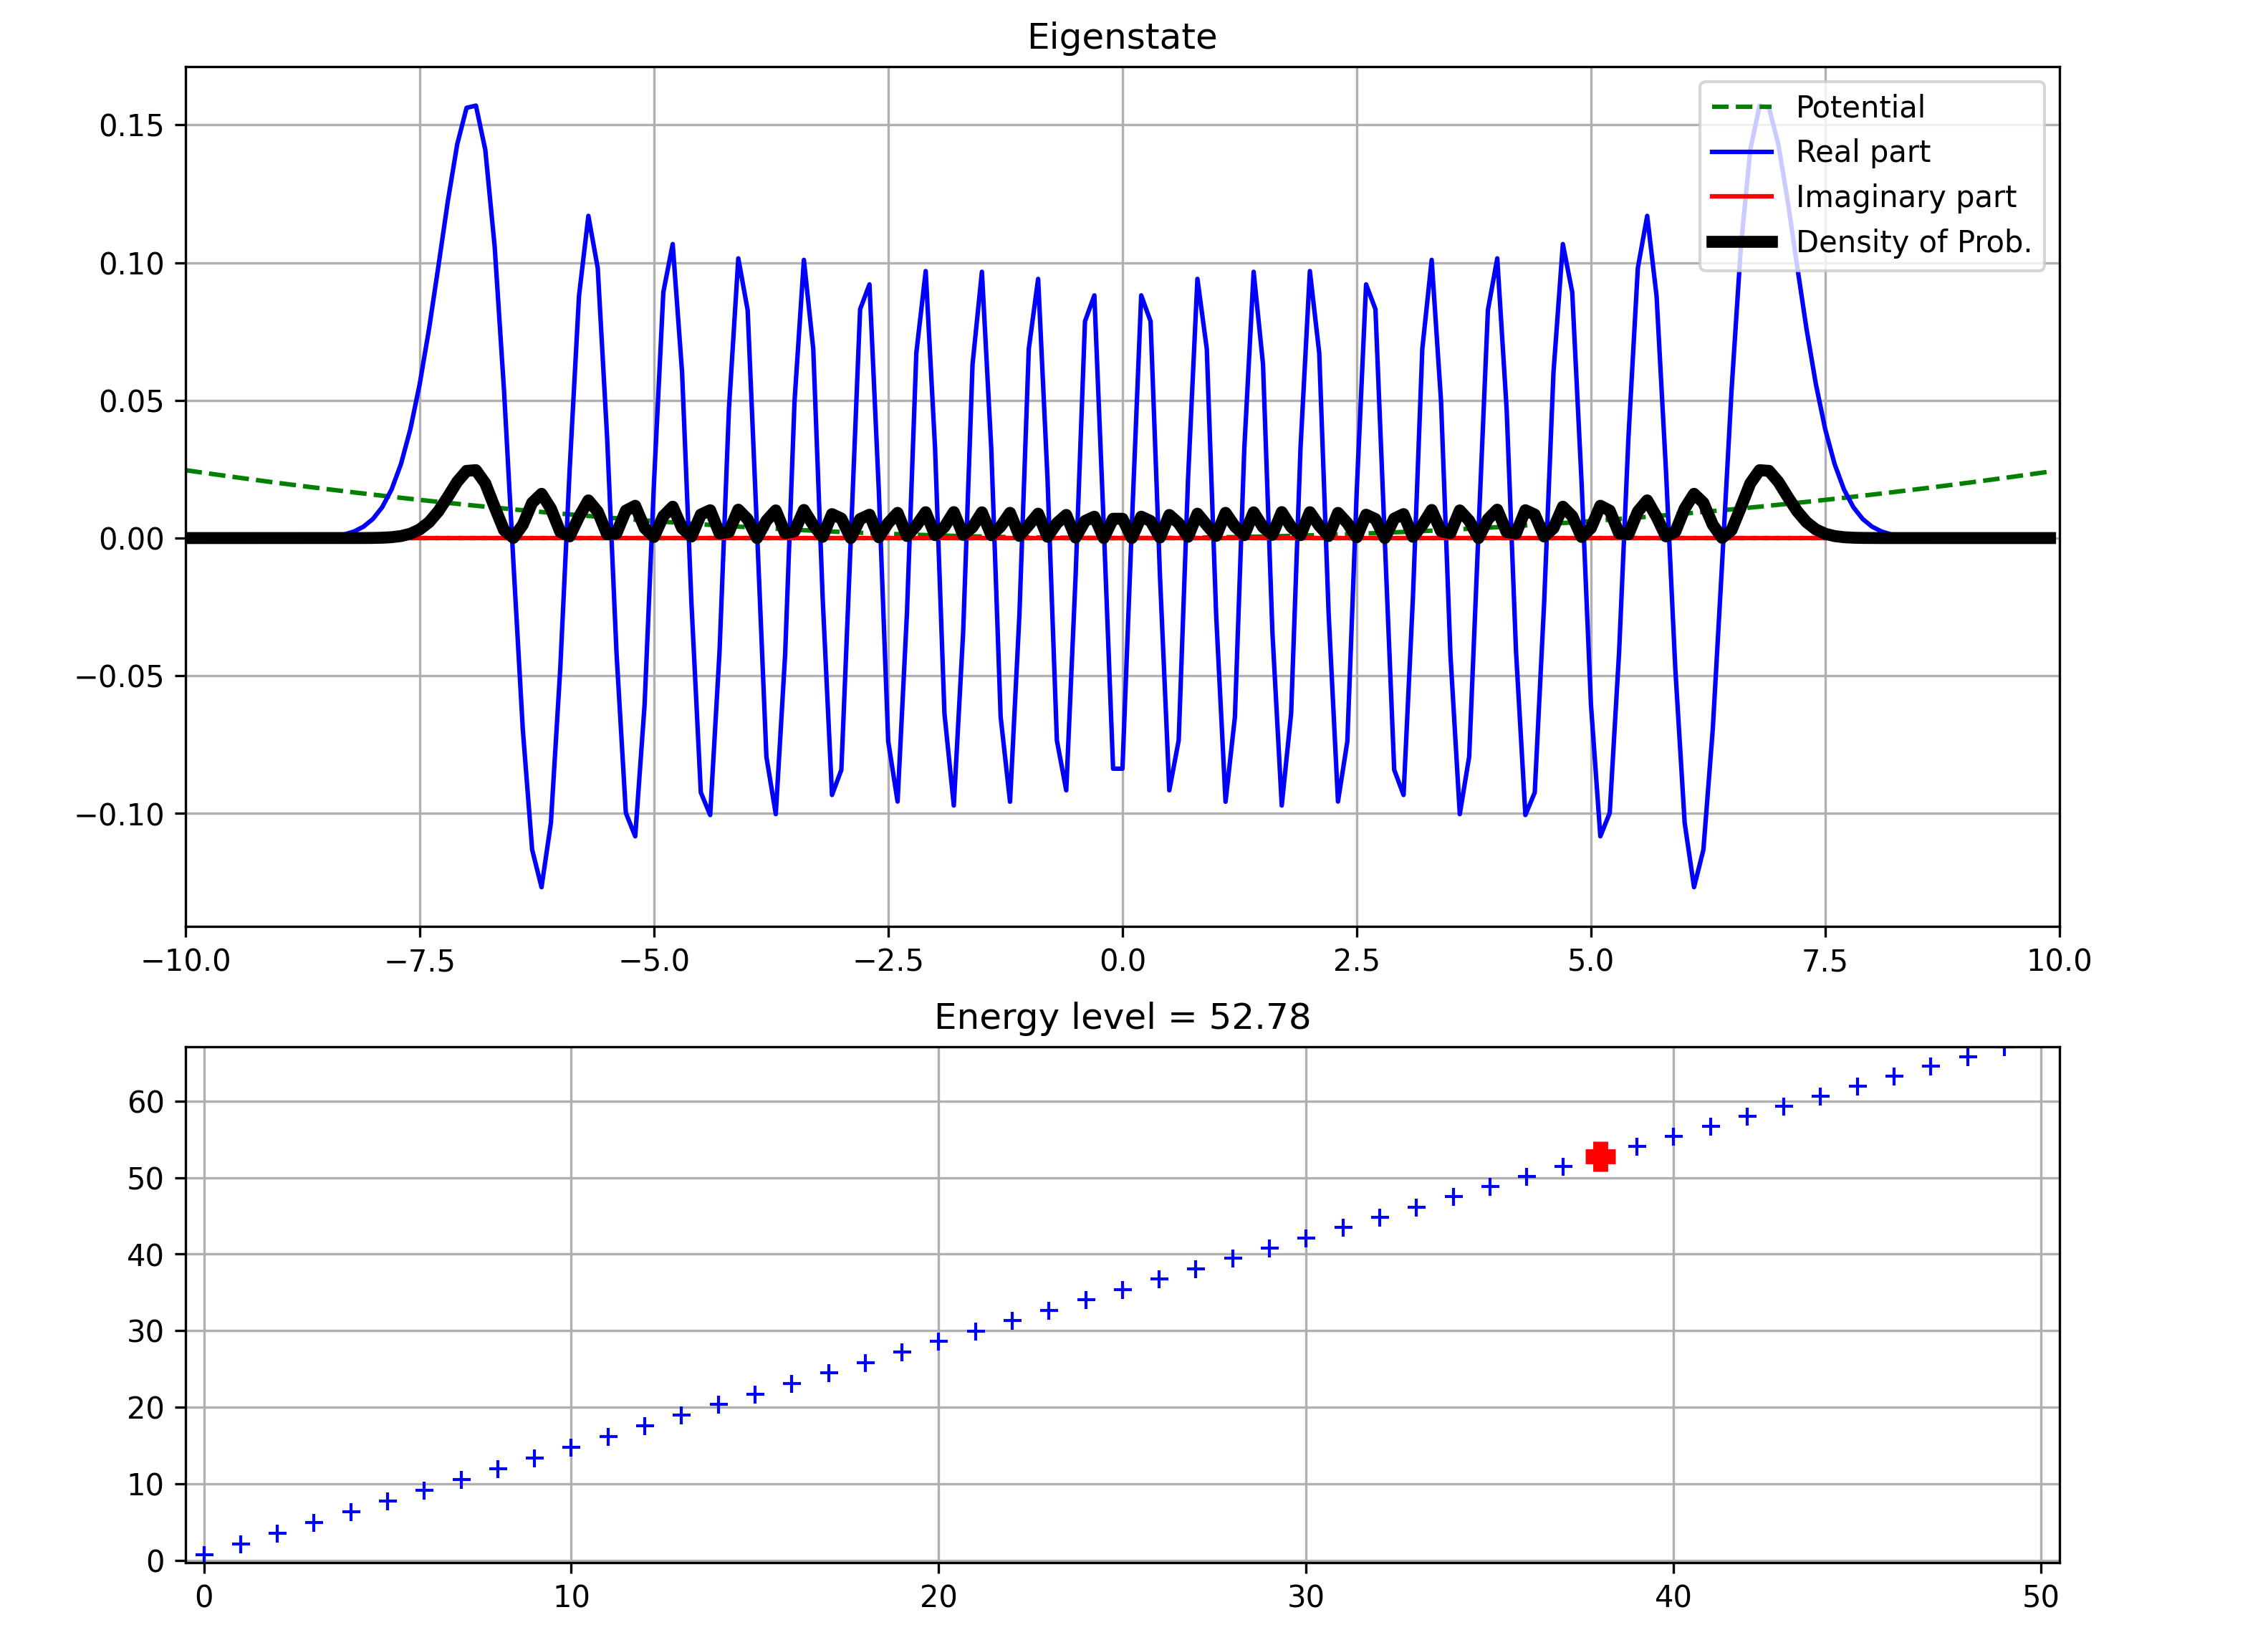 Eigenstate
Potential
Real part
Imaginary part
Density of Prob.
0.15
0.10
0.05
0.00
−0.05
−0.10
−10.0 −7.5 −5.0 −2.5 0.0 2.5 5.0 7.5 10.0
Energy level = 52.78
60
50
40
30
20
10
0
0 10 20 30 40 50